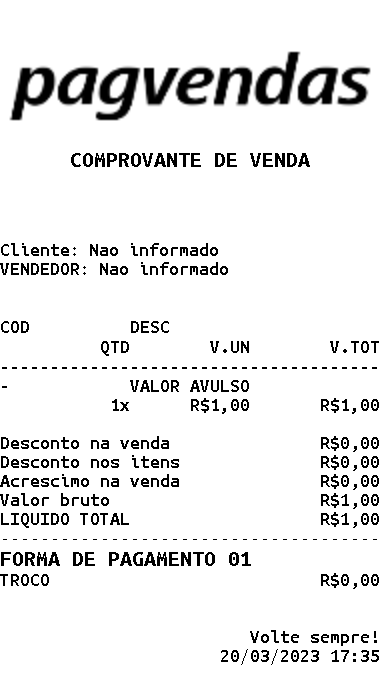 pagvendas
COMPROVANTE DE VENDA
Cliente: Nao informado
VENDEDOR: Nao informado
COD DESC
QTD V.UN V.TOT
--------------------------------------
- VALOR AVULSO
1x R$1,00 R$1,00
Desconto na venda R$0,00
Desconto nos itens R$0,00
Acrescimo na venda R$0,00
Valor bruto R$1,00
LIQUIDO TOTAL R$1,00
--------------------------------------
FORMA DE PAGAMENTO 01
TROCO R$0,00
Volte sempre!
20/03/2023 17:35